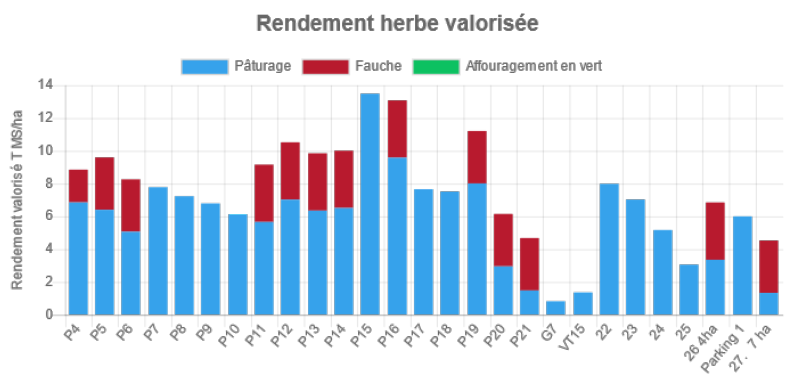 Rendement herbe valorisée
Pâturage Fauche Affouragement en vert
Rendement valorisé T MS/ha
14
12
10
8
6
4
2
0
P4 P5 P6 P7 P8 P9 P10 P11 P12 P13 P14 P15 P16 P17 P18 P19 P20 P21 G7 VT15 22 23 24 25 26 4ha Parking 1 27. 7 ha